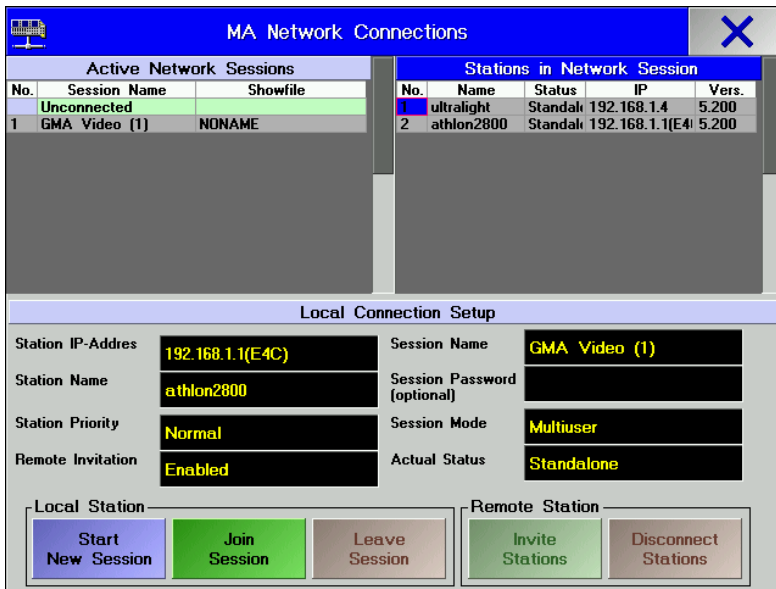 MA Network Connections
Active Network Sessions
No. Session Name Showfile
Unconnected
1 GMA Video (1) NONAME
Stations in Network Session
No. Name Status IP Vers.
1 ultralight Standal 192.168.1.4 5.200
2 athlon2800 Standal 192.168.1.1(E4 5.200
Local Connection Setup
Station IP-Addres 192.168.1.1(E4C)
Station Name athlon2800
Station Priority Normal
Remote Invitation Enabled
Session Name GMA Video (1)
Session Password
(optional)
Session Mode Multiuser
Actual Status Standalone
Local Station
Start
New Session
Join
Session
Leave
Session
Remote Station
Invite
Stations
Disconnect
Stations